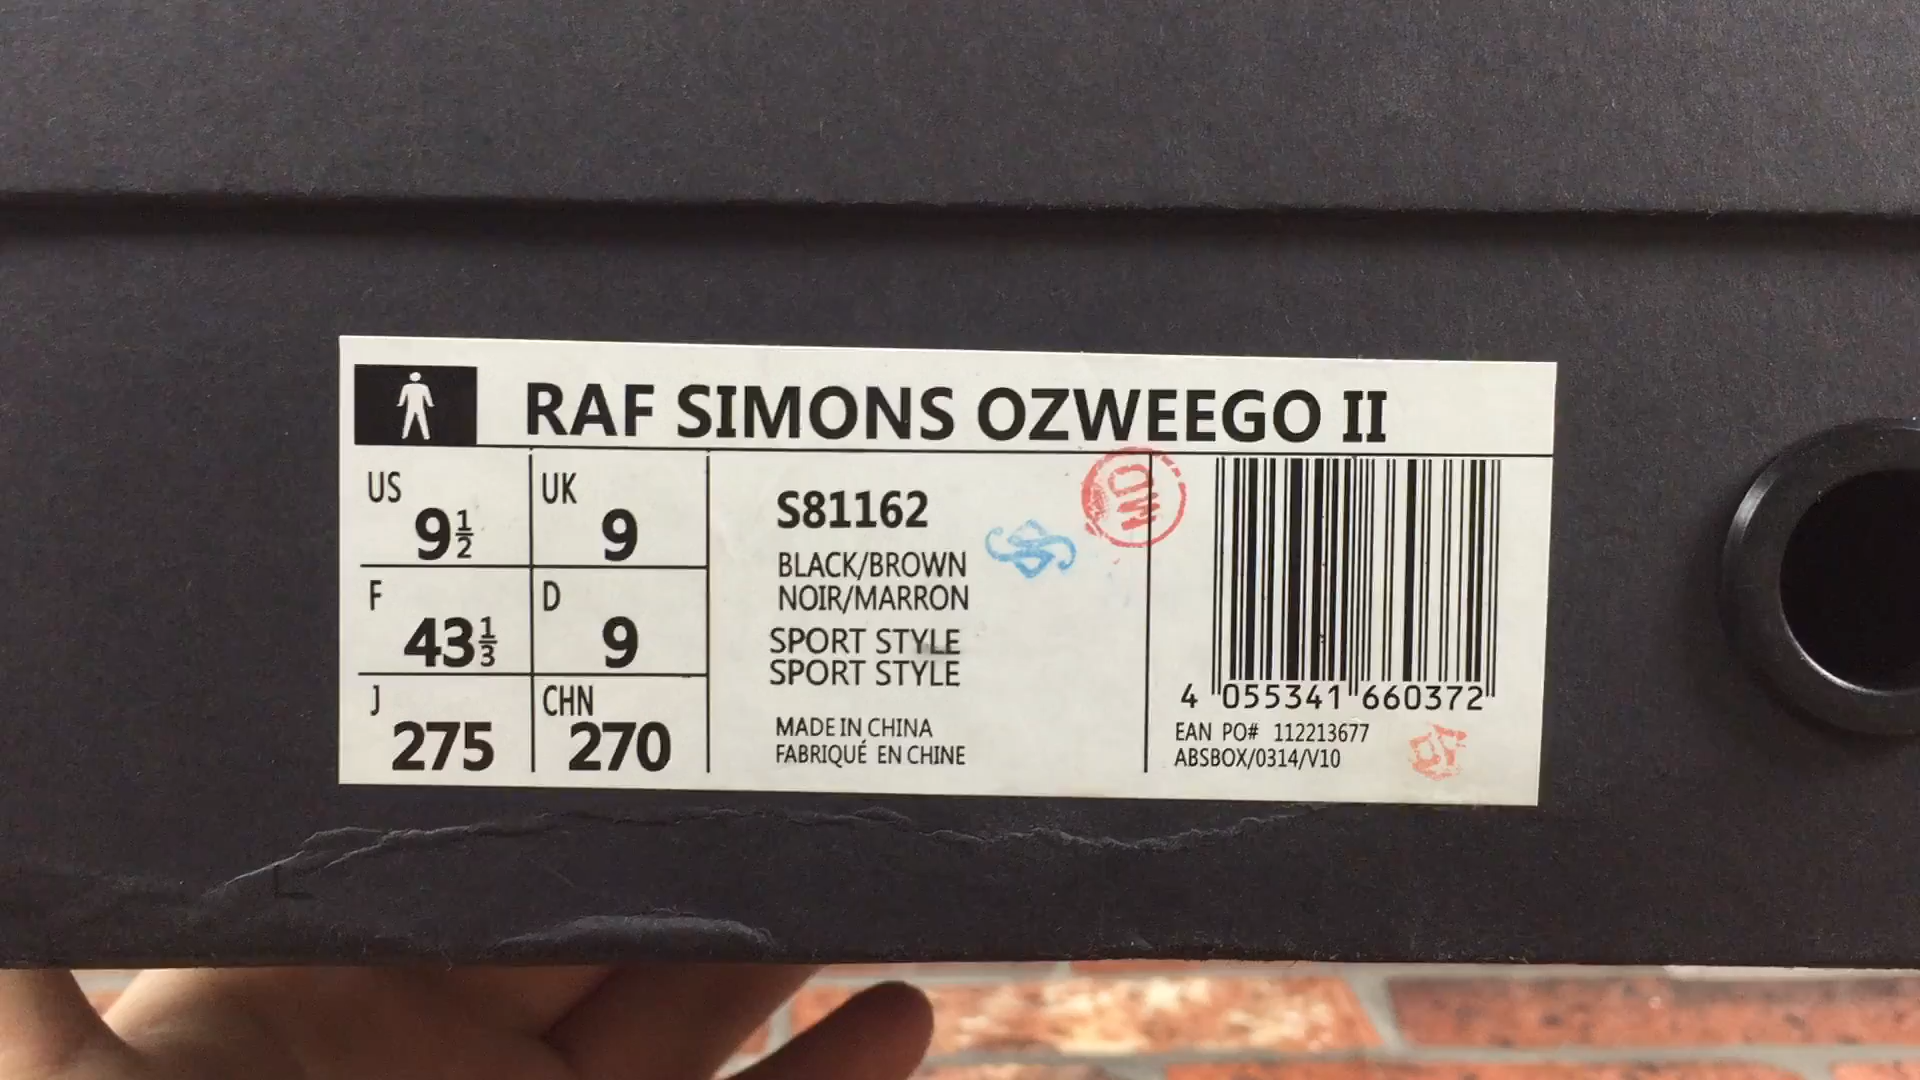 RAF SIMONS OZWEEGO II
US 9½
UK 9
F 43⅓
D 9
J 275
CHN 270
S81162
BLACK/BROWN
NOIR/MARRON
SPORT STYLE
SPORT STYLE
MADE IN CHINA
FABRIQUÉ EN CHINE
4 055341 660372
EAN PO# 112213677
ABSBOX/0314/V10